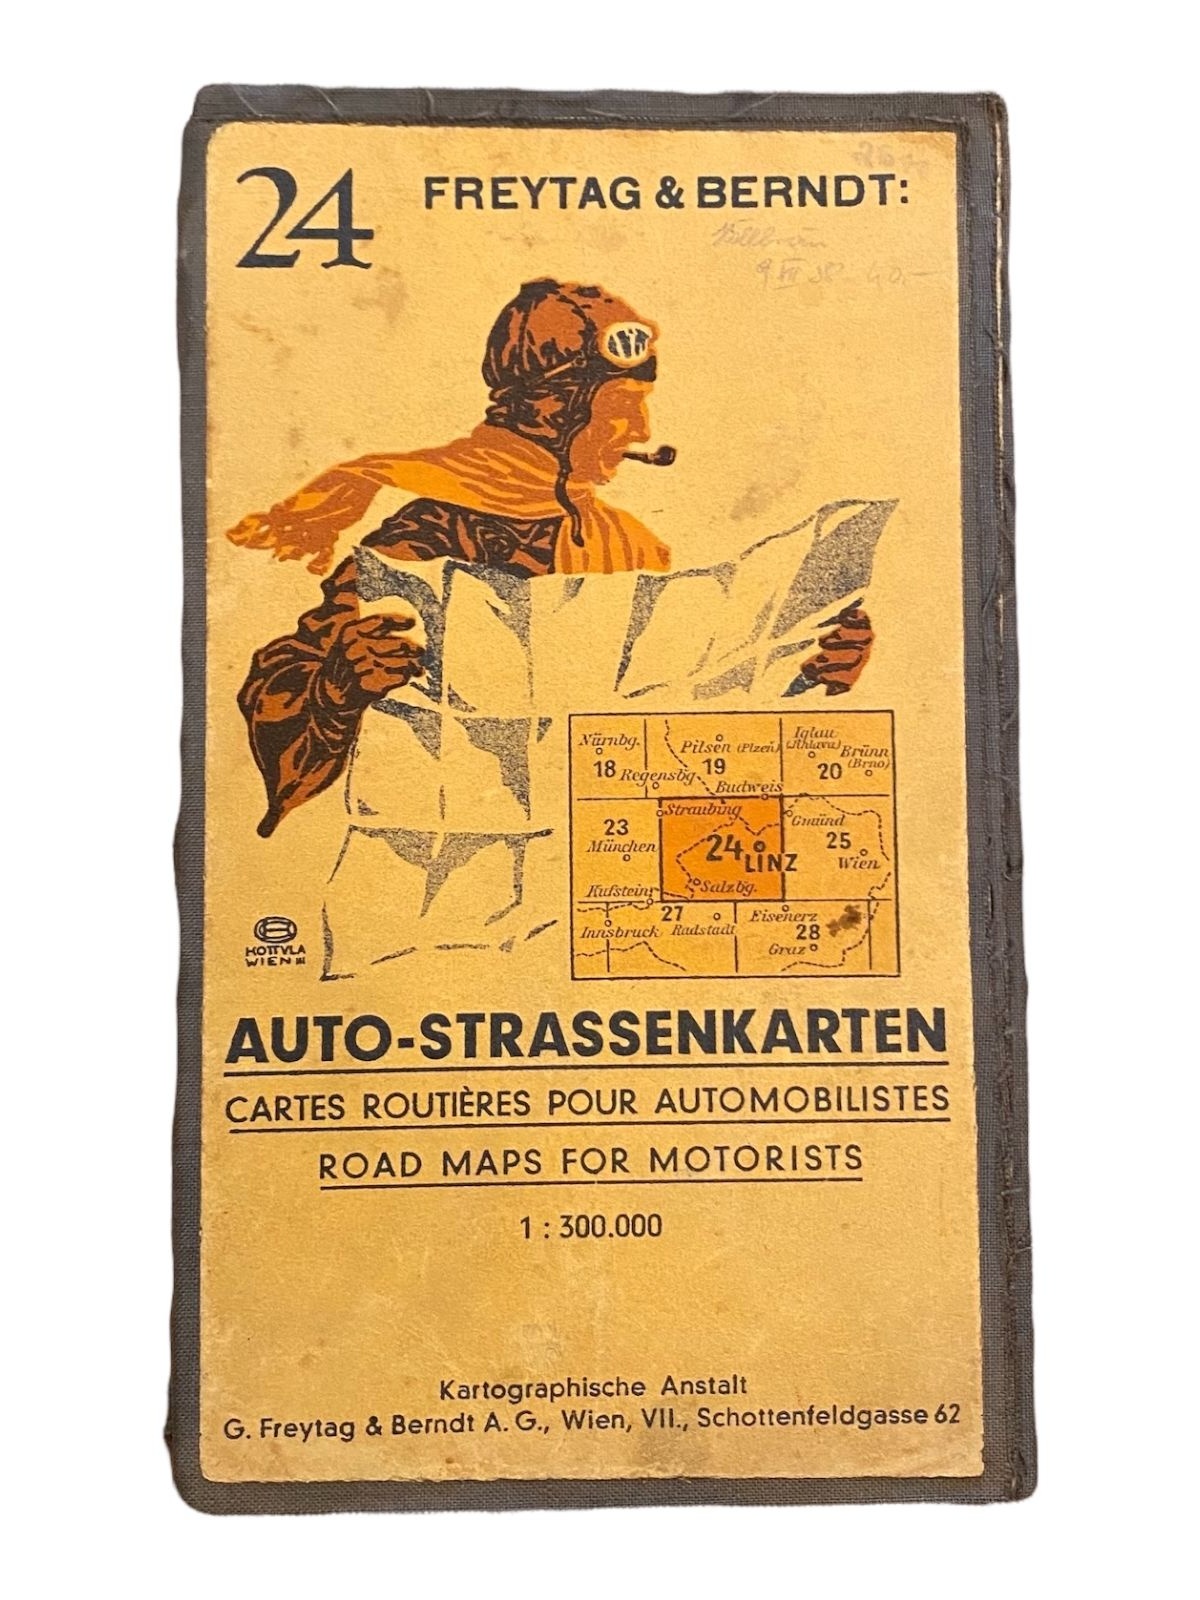 24
FREYTAG & BERNDT:
Nürnbg.
18
Regensbg.
Pilsen (Plzeň)
19
Budweis
Iglau
(Jihlava)
Brünn
(Brno)
20
Straubing
23
München
24 LINZ
Salzbg.
Gmünd
25
Wien
Kufstein
27
Innsbruck
Radstadt
Eisenerz
28
Graz
KOTTVLA
WIEN III
AUTO-STRASSENKARTEN
CARTES ROUTIÈRES POUR AUTOMOBILISTES
ROAD MAPS FOR MOTORISTS
1 : 300.000
Kartographische Anstalt
G. Freytag & Berndt A. G., Wien, VII., Schottenfeldgasse 62